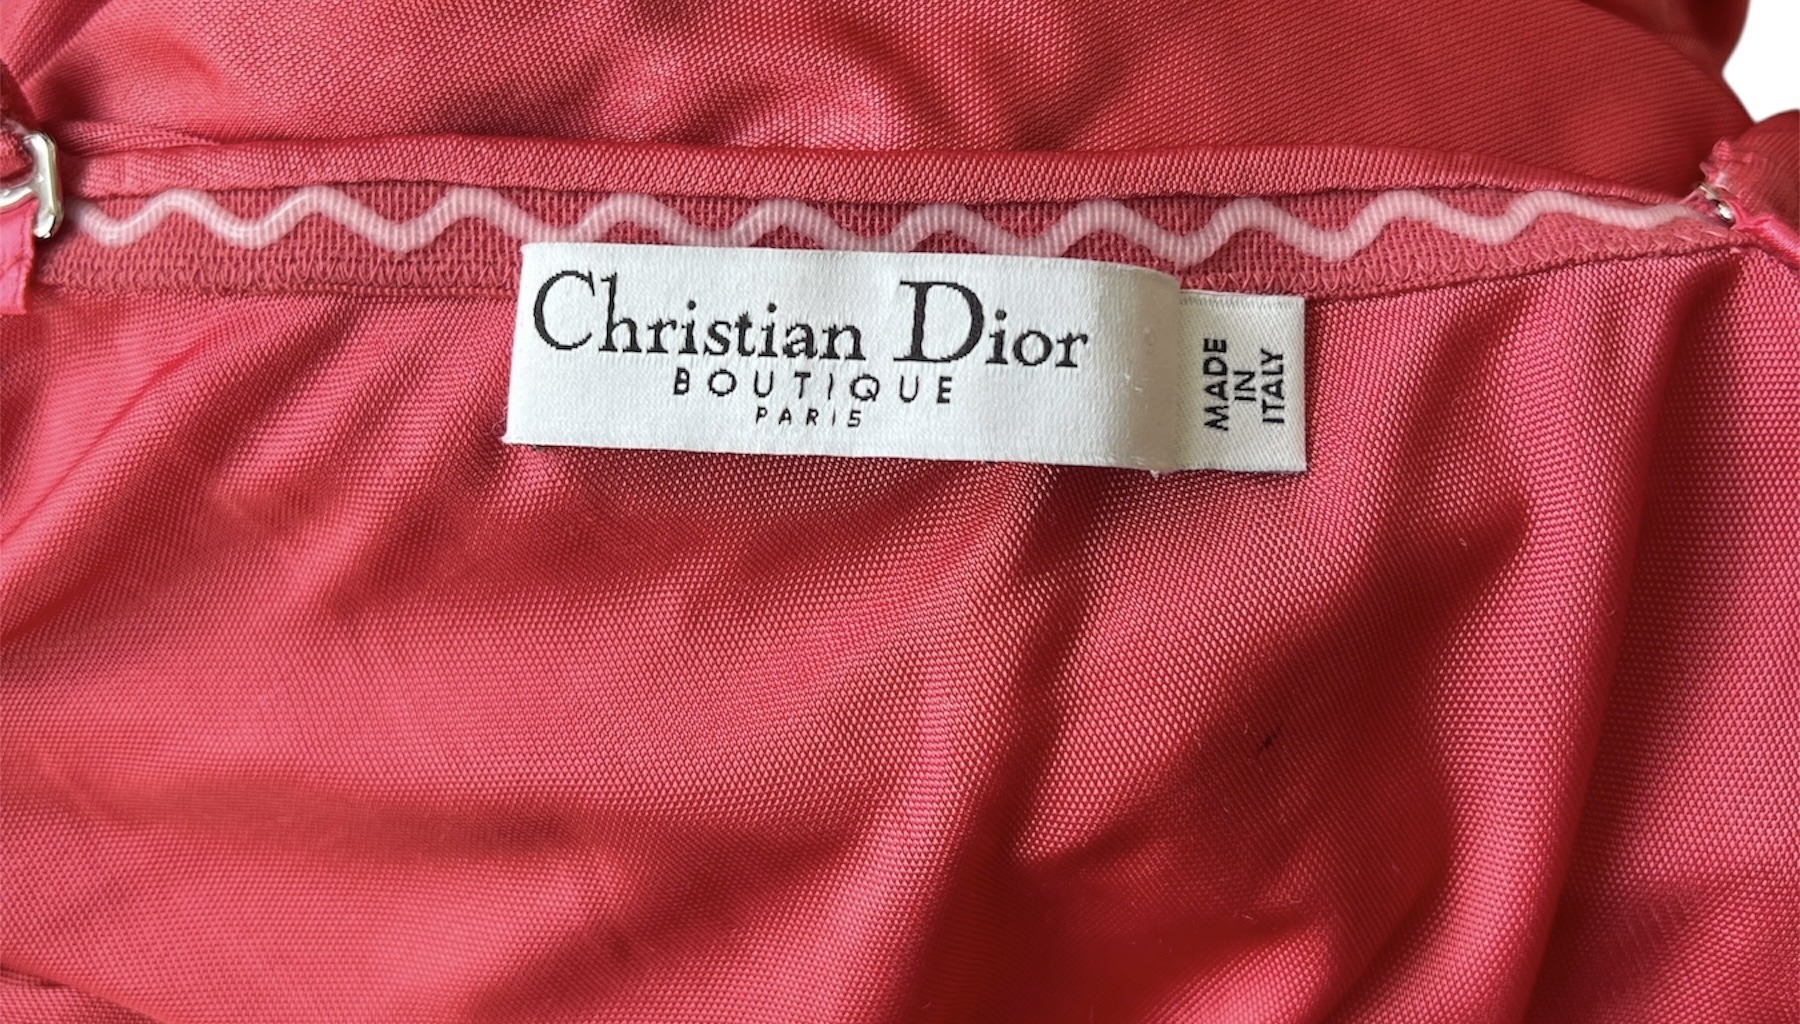 Christian Dior
BOUTIQUE
PARIS
MADE
IN
ITALY